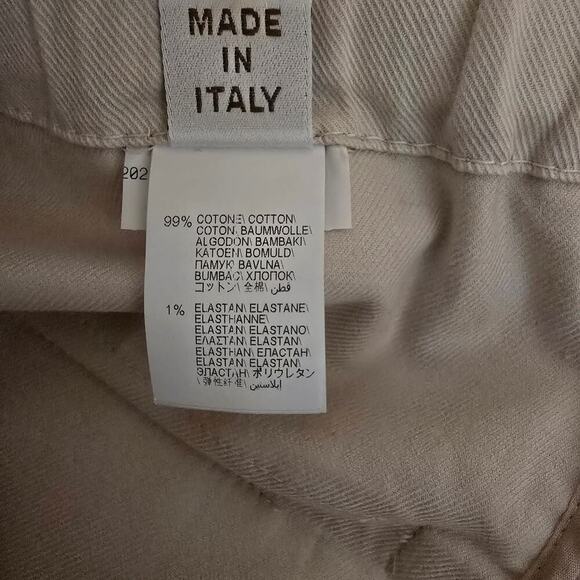 MADE
IN
ITALY
202
99% COTONE\ COTTON\
COTON\ BAUMWOLLE\
ALGODON\ BAMBAKI\
KATOEN\ BOMULD\
ПАМУК\ BAVLNA\
BUMBAC\ ХЛОПОК\
コットン\ 全棉\ قطن
1% ELASTAN\ ELASTANE\
ELASTHANNE\
ELASTAN\ ELASTANO\
ΕΛΑΣΤΑΝ\ ELASTAN\
ELASTHAN\ ЕЛАСТАН\
ELASTAN\ ELASTAN\
ЭЛАСТАН\ ポリウレタン
\ 弹性纤维\ إيلاستين